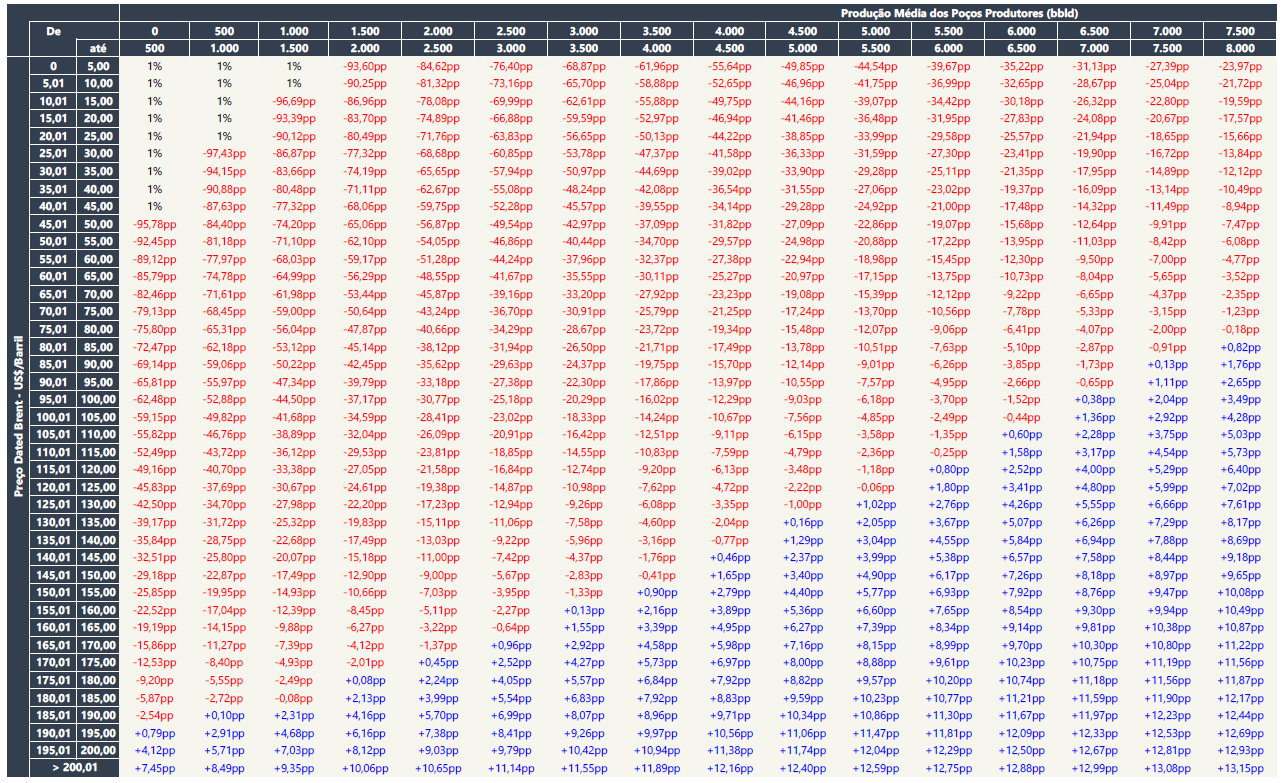 Produção Média dos Poços Produtores (bbld)
De 0 500 1.000 1.500 2.000 2.500 3.000 3.500 4.000 4.500 5.000 5.500 6.000 6.500 7.000 7.500
até 500 1.000 1.500 2.000 2.500 3.000 3.500 4.000 4.500 5.000 5.500 6.000 6.500 7.000 7.500 8.000
Preço Dated Brent - US$/Barril
0 5,00 1% 1% 1% -93,60pp -84,62pp -76,40pp -68,87pp -61,96pp -55,64pp -49,85pp -44,54pp -39,67pp -35,22pp -31,13pp -27,39pp -23,97pp
5,01 10,00 1% 1% 1% -90,25pp -81,32pp -73,16pp -65,70pp -58,88pp -52,65pp -46,96pp -41,75pp -36,99pp -32,65pp -28,67pp -25,04pp -21,72pp
10,01 15,00 1% 1% -96,69pp -86,96pp -78,08pp -69,99pp -62,61pp -55,88pp -49,75pp -44,16pp -39,07pp -34,42pp -30,18pp -26,32pp -22,80pp -19,59pp
15,01 20,00 1% 1% -93,39pp -83,70pp -74,89pp -66,88pp -59,59pp -52,97pp -46,94pp -41,46pp -36,48pp -31,95pp -27,83pp -24,08pp -20,67pp -17,57pp
20,01 25,00 1% 1% -90,12pp -80,49pp -71,76pp -63,83pp -56,65pp -50,13pp -44,22pp -38,85pp -33,99pp -29,58pp -25,57pp -21,94pp -18,65pp -15,66pp
25,01 30,00 1% -97,43pp -86,87pp -77,32pp -68,68pp -60,85pp -53,78pp -47,37pp -41,58pp -36,33pp -31,59pp -27,30pp -23,41pp -19,90pp -16,72pp -13,84pp
30,01 35,00 1% -94,15pp -83,66pp -74,19pp -65,65pp -57,94pp -50,97pp -44,69pp -39,02pp -33,90pp -29,28pp -25,11pp -21,35pp -17,95pp -14,89pp -12,12pp
35,01 40,00 1% -90,88pp -80,48pp -71,11pp -62,67pp -55,08pp -48,24pp -42,08pp -36,54pp -31,55pp -27,06pp -23,02pp -19,37pp -16,09pp -13,14pp -10,49pp
40,01 45,00 1% -87,63pp -77,32pp -68,06pp -59,75pp -52,28pp -45,57pp -39,55pp -34,14pp -29,28pp -24,92pp -21,00pp -17,48pp -14,32pp -11,49pp -8,94pp
45,01 50,00 -95,78pp -84,40pp -74,20pp -65,06pp -56,87pp -49,54pp -42,97pp -37,09pp -31,82pp -27,09pp -22,86pp -19,07pp -15,68pp -12,64pp -9,91pp -7,47pp
50,01 55,00 -92,45pp -81,18pp -71,10pp -62,10pp -54,05pp -46,86pp -40,44pp -34,70pp -29,57pp -24,98pp -20,88pp -17,22pp -13,95pp -11,03pp -8,42pp -6,08pp
55,01 60,00 -89,12pp -77,97pp -68,03pp -59,17pp -51,28pp -44,24pp -37,96pp -32,37pp -27,38pp -22,94pp -18,98pp -15,45pp -12,30pp -9,50pp -7,00pp -4,77pp
60,01 65,00 -85,79pp -74,78pp -64,99pp -56,29pp -48,55pp -41,67pp -35,55pp -30,11pp -25,27pp -20,97pp -17,15pp -13,75pp -10,73pp -8,04pp -5,65pp -3,52pp
65,01 70,00 -82,46pp -71,61pp -61,98pp -53,44pp -45,87pp -39,16pp -33,20pp -27,92pp -23,23pp -19,08pp -15,39pp -12,12pp -9,22pp -6,65pp -4,37pp -2,35pp
70,01 75,00 -79,13pp -68,45pp -59,00pp -50,64pp -43,24pp -36,70pp -30,91pp -25,79pp -21,25pp -17,24pp -13,70pp -10,56pp -7,78pp -5,33pp -3,15pp -1,23pp
75,01 80,00 -75,80pp -65,31pp -56,04pp -47,87pp -40,66pp -34,29pp -28,67pp -23,72pp -19,34pp -15,48pp -12,07pp -9,06pp -6,41pp -4,07pp -2,00pp -0,18pp
80,01 85,00 -72,47pp -62,18pp -53,12pp -45,14pp -38,12pp -31,94pp -26,50pp -21,71pp -17,49pp -13,78pp -10,51pp -7,63pp -5,10pp -2,87pp -0,91pp +0,82pp
85,01 90,00 -69,14pp -59,06pp -50,22pp -42,45pp -35,62pp -29,63pp -24,37pp -19,75pp -15,70pp -12,14pp -9,01pp -6,26pp -3,85pp -1,73pp +0,13pp +1,76pp
90,01 95,00 -65,81pp -55,97pp -47,34pp -39,79pp -33,18pp -27,38pp -22,30pp -17,86pp -13,97pp -10,55pp -7,57pp -4,95pp -2,66pp -0,65pp +1,11pp +2,65pp
95,01 100,00 -62,48pp -52,88pp -44,50pp -37,17pp -30,77pp -25,18pp -20,29pp -16,02pp -12,29pp -9,03pp -6,18pp -3,70pp -1,52pp +0,38pp +2,04pp +3,49pp
100,01 105,00 -59,15pp -49,82pp -41,68pp -34,59pp -28,41pp -23,02pp -18,33pp -14,24pp -10,67pp -7,56pp -4,85pp -2,49pp -0,44pp +1,36pp +2,92pp +4,28pp
105,01 110,00 -55,82pp -46,76pp -38,89pp -32,04pp -26,09pp -20,91pp -16,42pp -12,51pp -9,11pp -6,15pp -3,58pp -1,35pp +0,60pp +2,28pp +3,75pp +5,03pp
110,01 115,00 -52,49pp -43,72pp -36,12pp -29,53pp -23,81pp -18,85pp -14,55pp -10,83pp -7,59pp -4,79pp -2,36pp -0,25pp +1,58pp +3,17pp +4,54pp +5,73pp
115,01 120,00 -49,16pp -40,70pp -33,38pp -27,05pp -21,58pp -16,84pp -12,74pp -9,20pp -6,13pp -3,48pp -1,18pp +0,80pp +2,52pp +4,00pp +5,29pp +6,40pp
120,01 125,00 -45,83pp -37,69pp -30,67pp -24,61pp -19,38pp -14,87pp -10,98pp -7,62pp -4,72pp -2,22pp -0,06pp +1,80pp +3,41pp +4,80pp +5,99pp +7,02pp
125,01 130,00 -42,50pp -34,70pp -27,98pp -22,20pp -17,23pp -12,94pp -9,26pp -6,08pp -3,35pp -1,00pp +1,02pp +2,76pp +4,26pp +5,55pp +6,66pp +7,61pp
130,01 135,00 -39,17pp -31,72pp -25,32pp -19,83pp -15,11pp -11,06pp -7,58pp -4,60pp -2,04pp +0,16pp +2,05pp +3,67pp +5,07pp +6,26pp +7,29pp +8,17pp
135,01 140,00 -35,84pp -28,75pp -22,68pp -17,49pp -13,03pp -9,22pp -5,96pp -3,16pp -0,77pp +1,29pp +3,04pp +4,55pp +5,84pp +6,94pp +7,88pp +8,69pp
140,01 145,00 -32,51pp -25,80pp -20,07pp -15,18pp -11,00pp -7,42pp -4,37pp -1,76pp +0,46pp +2,37pp +3,99pp +5,38pp +6,57pp +7,58pp +8,44pp +9,18pp
145,01 150,00 -29,18pp -22,87pp -17,49pp -12,90pp -9,00pp -5,67pp -2,83pp -0,41pp +1,65pp +3,40pp +4,90pp +6,17pp +7,26pp +8,18pp +8,97pp +9,65pp
150,01 155,00 -25,85pp -19,95pp -14,93pp -10,66pp -7,03pp -3,95pp -1,33pp +0,90pp +2,79pp +4,40pp +5,77pp +6,93pp +7,92pp +8,76pp +9,47pp +10,08pp
155,01 160,00 -22,52pp -17,04pp -12,39pp -8,45pp -5,11pp -2,27pp +0,13pp +2,16pp +3,89pp +5,36pp +6,60pp +7,65pp +8,54pp +9,30pp +9,94pp +10,49pp
160,01 165,00 -19,19pp -14,15pp -9,88pp -6,27pp -3,22pp -0,64pp +1,55pp +3,39pp +4,95pp +6,27pp +7,39pp +8,34pp +9,14pp +9,81pp +10,38pp +10,87pp
165,01 170,00 -15,86pp -11,27pp -7,39pp -4,12pp -1,37pp +0,96pp +2,92pp +4,58pp +5,98pp +7,16pp +8,15pp +8,99pp +9,70pp +10,30pp +10,80pp +11,22pp
170,01 175,00 -12,53pp -8,40pp -4,93pp -2,01pp +0,45pp +2,52pp +4,27pp +5,73pp +6,97pp +8,00pp +8,88pp +9,61pp +10,23pp +10,75pp +11,19pp +11,56pp
175,01 180,00 -9,20pp -5,55pp -2,49pp +0,08pp +2,24pp +4,05pp +5,57pp +6,84pp +7,92pp +8,82pp +9,57pp +10,20pp +10,74pp +11,18pp +11,56pp +11,87pp
180,01 185,00 -5,87pp -2,72pp -0,08pp +2,13pp +3,99pp +5,54pp +6,83pp +7,92pp +8,83pp +9,59pp +10,23pp +10,77pp +11,21pp +11,59pp +11,90pp +12,17pp
185,01 190,00 -2,54pp +0,10pp +2,31pp +4,16pp +5,70pp +6,99pp +8,07pp +8,96pp +9,71pp +10,34pp +10,86pp +11,30pp +11,67pp +11,97pp +12,23pp +12,44pp
190,01 195,00 +0,79pp +2,91pp +4,68pp +6,16pp +7,38pp +8,41pp +9,26pp +9,97pp +10,56pp +11,06pp +11,47pp +11,81pp +12,09pp +12,33pp +12,53pp +12,69pp
195,01 200,00 +4,12pp +5,71pp +7,03pp +8,12pp +9,03pp +9,79pp +10,42pp +10,94pp +11,38pp +11,74pp +12,04pp +12,29pp +12,50pp +12,67pp +12,81pp +12,93pp
> 200,01 +7,45pp +8,49pp +9,35pp +10,06pp +10,65pp +11,14pp +11,55pp +11,89pp +12,16pp +12,40pp +12,59pp +12,75pp +12,88pp +12,99pp +13,08pp +13,15pp